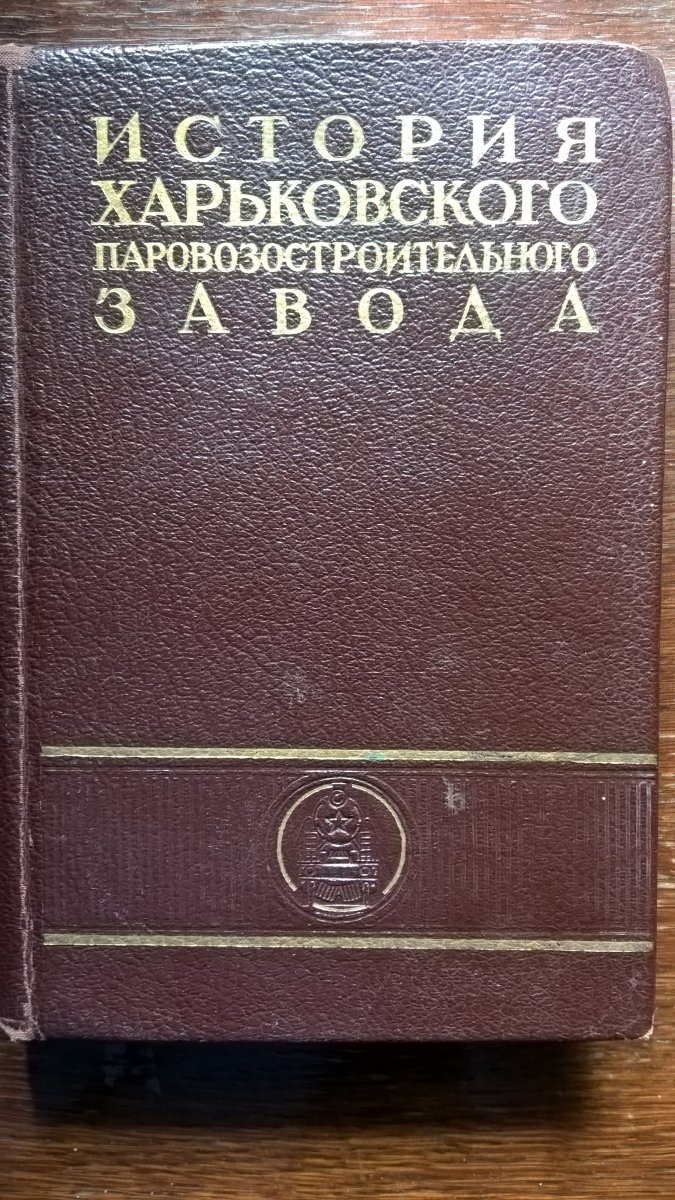 ИСТОРИЯ
ХАРЬКОВСКОГО
ПАРОВОЗОСТРОИТЕЛЬНОГО
ЗАВОДА